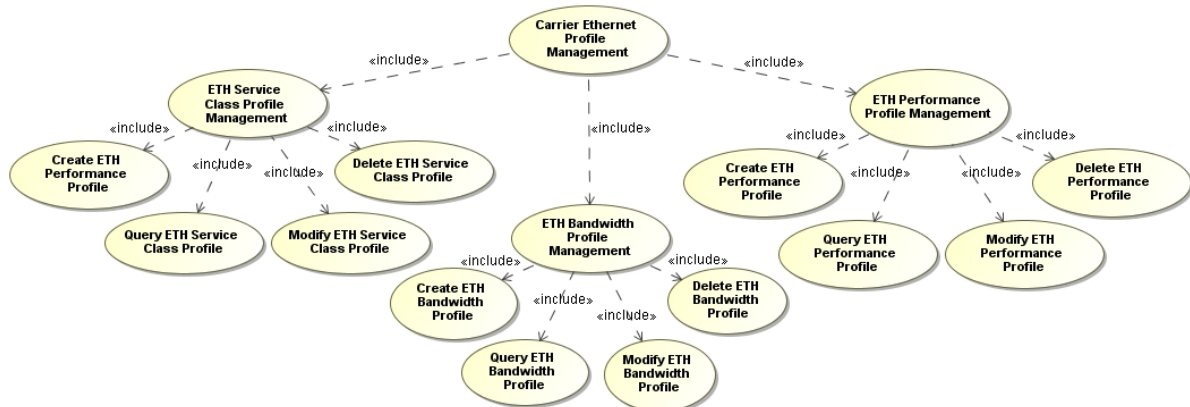 Carrier Ethernet
Profile
Management
«include»
«include»
ETH Service
Class Profile
Management
ETH Performance
Profile Management
«include»
«include»
«include»
«include»
«include»
Create ETH
Performance
Profile
«include»
«include»
Delete ETH Service
Class Profile
Create ETH
Performance
Profile
«include»
«include»
Delete ETH
Performance
Profile
Query ETH Service
Class Profile
Modify ETH Service
Class Profile
ETH Bandwidth
Profile
Management
Query ETH
Performance
Profile
Modify ETH
Performance
Profile
«include»
«include»
Create ETH
Bandwidth
Profile
«include»
«include»
Delete ETH
Bandwidth
Profile
Query ETH
Bandwidth
Profile
Modify ETH
Bandwidth
Profile